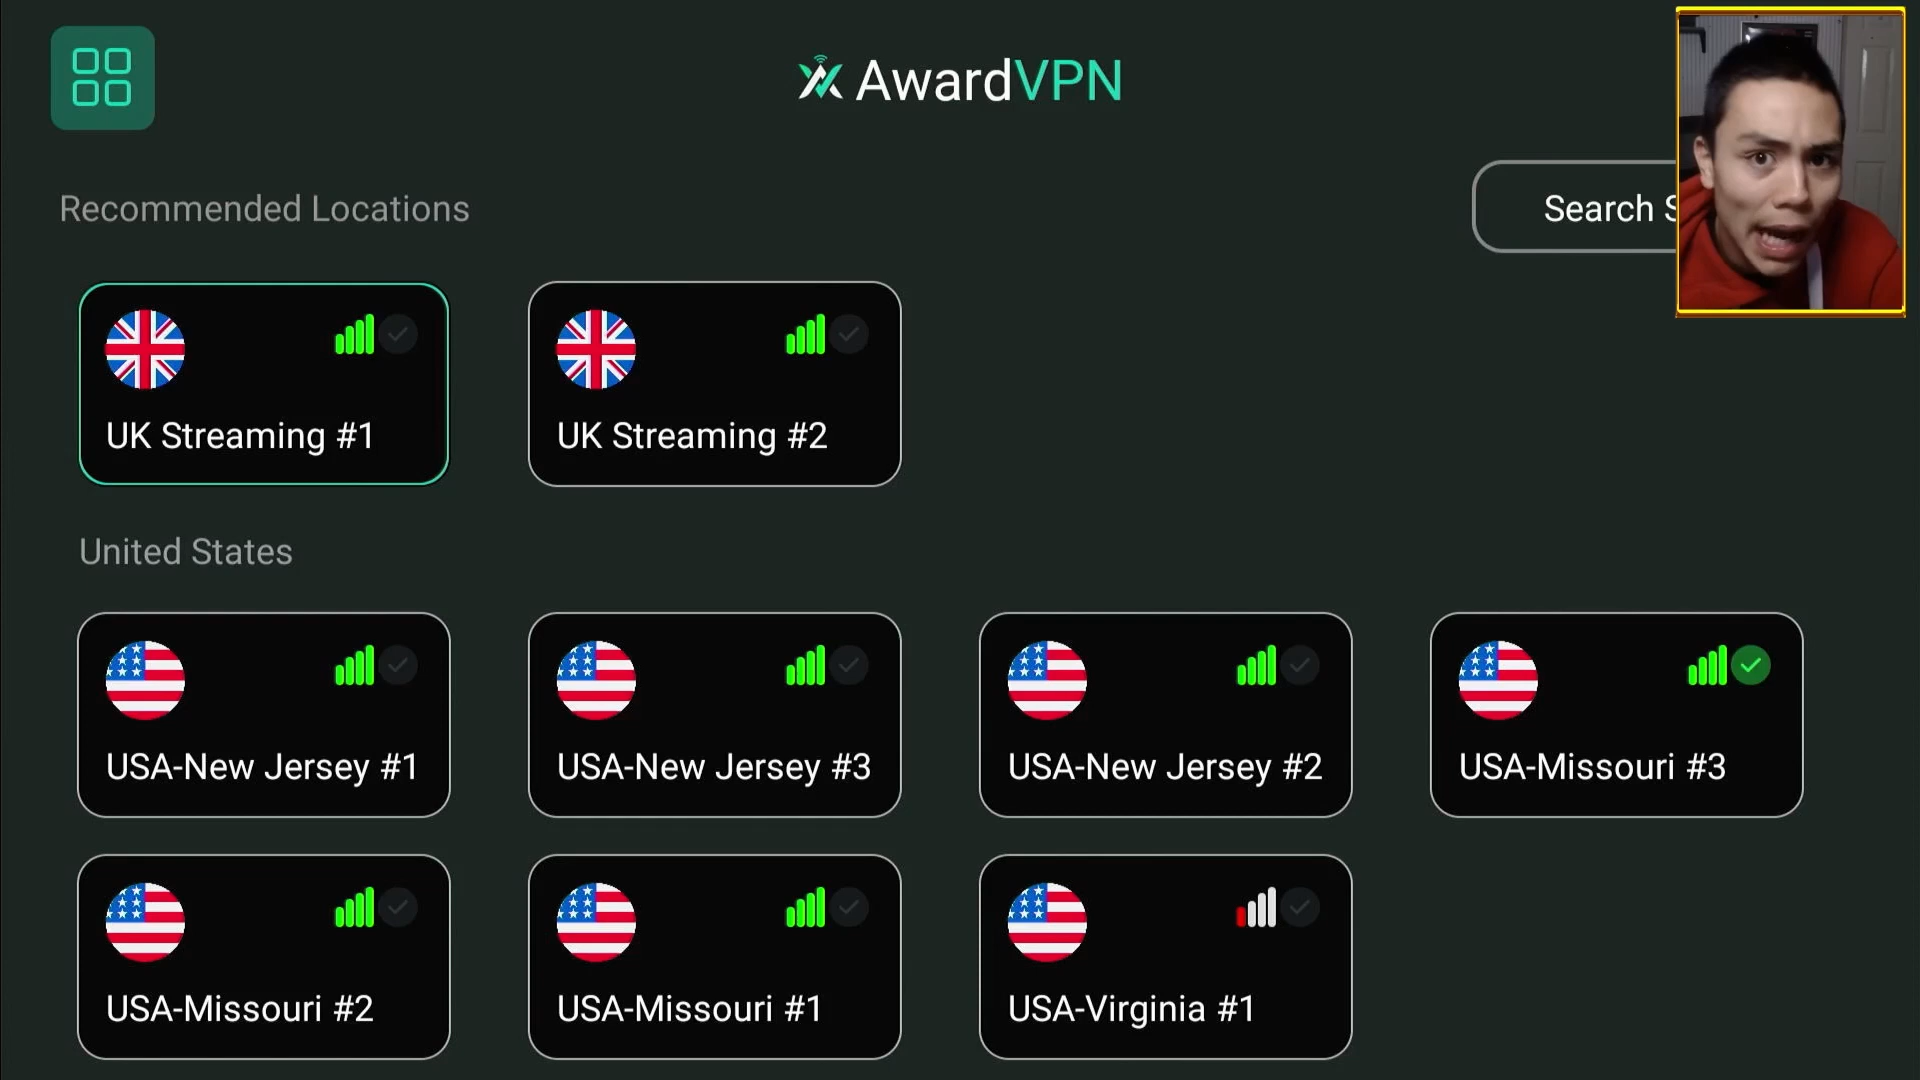 AwardVPN
Recommended Locations
Search
UK Streaming #1
UK Streaming #2
United States
USA-New Jersey #1
USA-New Jersey #3
USA-New Jersey #2
USA-Missouri #3
USA-Missouri #2
USA-Missouri #1
USA-Virginia #1